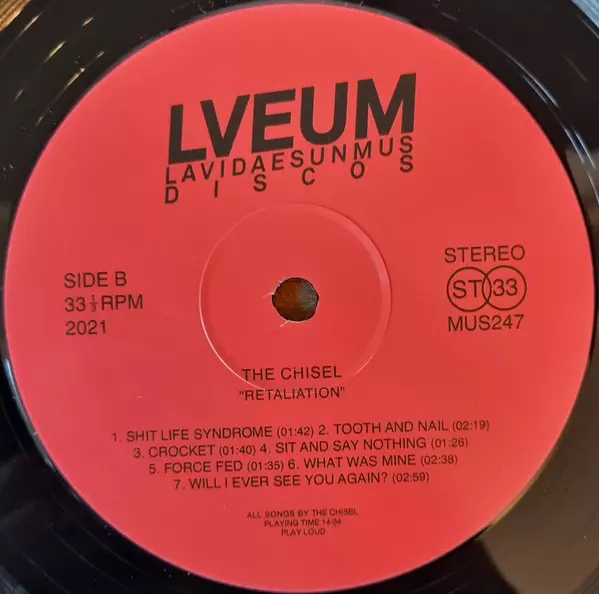 LVEUM
LAVIDAESUNMUS
DISCOS
SIDE B
33⅓RPM
2021
STEREO
ST 33
MUS247
THE CHISEL
"RETALIATION"
1. SHIT LIFE SYNDROME (01:42) 2. TOOTH AND NAIL (02:19)
3. CROCKET (01:40) 4. SIT AND SAY NOTHING (01:26)
5. FORCE FED (01:35) 6. WHAT WAS MINE (02:38)
7. WILL I EVER SEE YOU AGAIN? (02:59)
ALL SONGS BY THE CHISEL
PLAYING TIME 14:34
PLAY LOUD